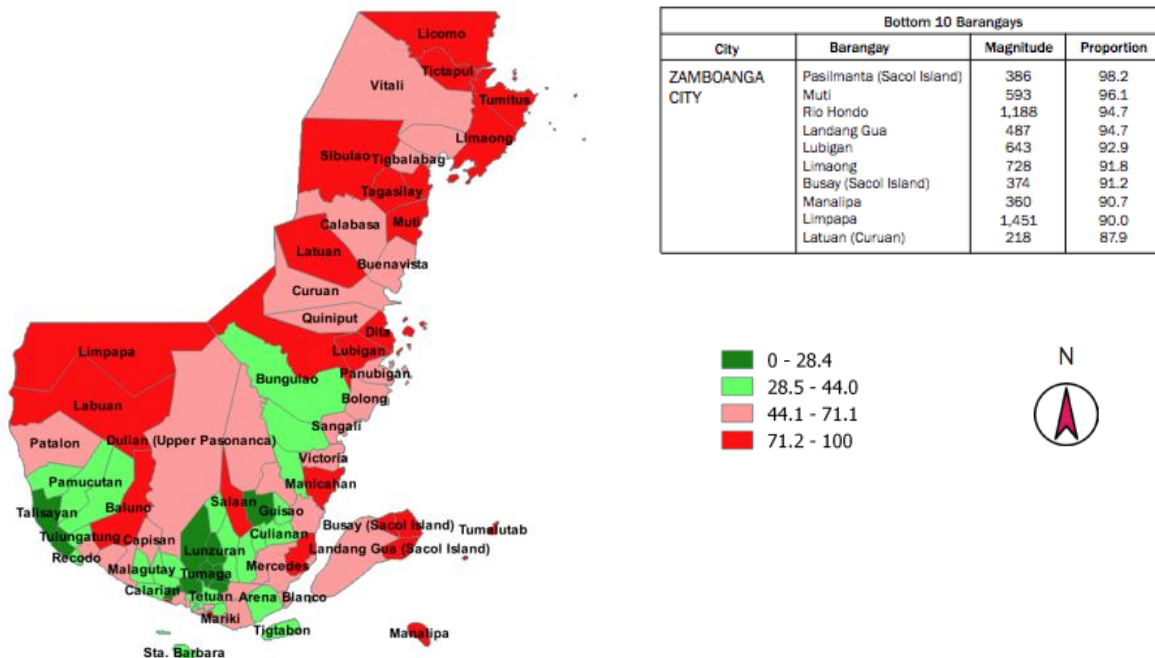 Licomo
Tictapul
Vitali
Tumitus
Limaong
Sibulao
Tigbalabag
Tagasilay
Calabasa
Muti
Latuan
Buenavista
Curuan
Quiniput
Dita
Limpapa
Lubigan
Bungulao
Panubigan
Labuan
Bolong
Sangali
Patalon
Dulian (Upper Pasonanca)
Victoria
Pamucutan
Manicahan
Talisayan
Baluno
Salaan
Guisao
Busay (Sacol Island)
Tumalutab
Tulungatung
Capisan
Culianan
Lunzuran
Landang Gua (Sacol Island)
Recodo
Malagutay
Tumaga
Mercedes
Calarian
Tetuan
Arena Blanco
Mariki
Tigtabon
Manalipa
Sta. Barbara
Bottom 10 Barangays
City Barangay Magnitude Proportion
ZAMBOANGA CITY
Pasilmanta (Sacol Island) 386 98.2
Muti 593 96.1
Rio Hondo 1,188 94.7
Landang Gua 487 94.7
Lubigan 643 92.9
Limaong 728 91.8
Busay (Sacol Island) 374 91.2
Manalipa 360 90.7
Limpapa 1,451 90.0
Latuan (Curuan) 218 87.9
0 - 28.4
28.5 - 44.0
44.1 - 71.1
71.2 - 100
N